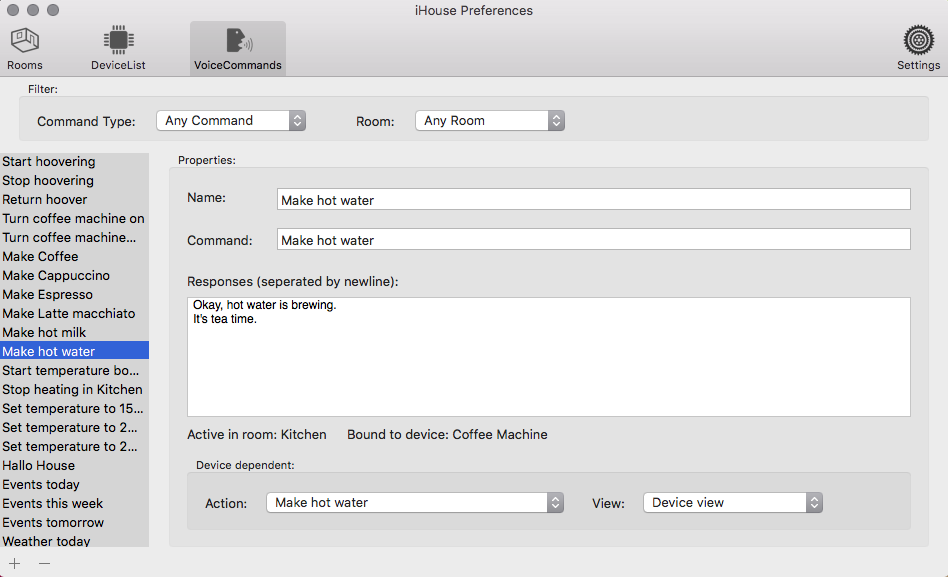 iHouse Preferences
Rooms
DeviceList
VoiceCommands
Settings
Filter:
Command Type:
Any Command
Room:
Any Room
Start hoovering
Stop hoovering
Return hoover
Turn coffee machine on
Turn coffee machine...
Make Coffee
Make Cappuccino
Make Espresso
Make Latte macchiato
Make hot milk
Make hot water
Start temperature bo...
Stop heating in Kitchen
Set temperature to 15...
Set temperature to 2...
Set temperature to 2...
Hallo House
Events today
Events this week
Events tomorrow
Weather today
Properties:
Name:
Make hot water
Command:
Make hot water
Responses (seperated by newline):
Okay, hot water is brewing.
It's tea time.
Active in room: Kitchen
Bound to device: Coffee Machine
Device dependent:
Action:
Make hot water
View:
Device view